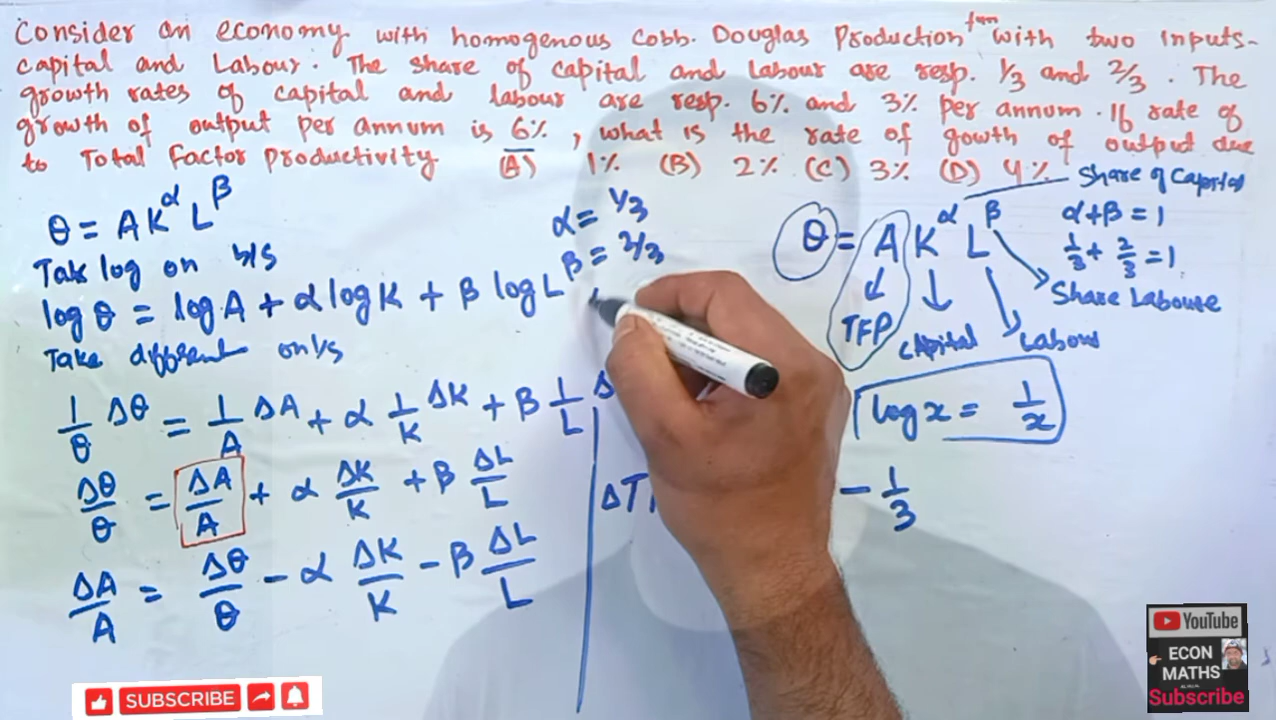 Consider an economy with homogenous Cobb. Douglas Production fun with two inputs-
capital and Labour. The share of capital and labour are resp. 1/3 and 2/3. The
growth rates of capital and labour are resp. 6% and 3% per annum. If rate of
growth of output per annum is 6%, what is the rate of gowth of output due
to Total Factor Productivity (A) 1% (B) 2% (C) 3% (D) 4%
θ = A K^α L^β
Take log on b/s
log θ = log A + α log K + β log L
Take diffrent on b/s
1/θ Δθ = 1/A ΔA + α 1/K ΔK + β 1/L Δ
Δθ/θ = ΔA/A + α ΔK/K + β ΔL/L
ΔA/A = Δθ/θ - α ΔK/K - β ΔL/L
α = 1/3
β = 2/3
- 1/3
θ = A K^α L^β
Share of Capital
α + β = 1
1/3 + 2/3 = 1
Share Laboure
TFP
Capital
Labour
log x = 1/x
SUBSCRIBE
YouTube
ECON
MATHS
Subscribe